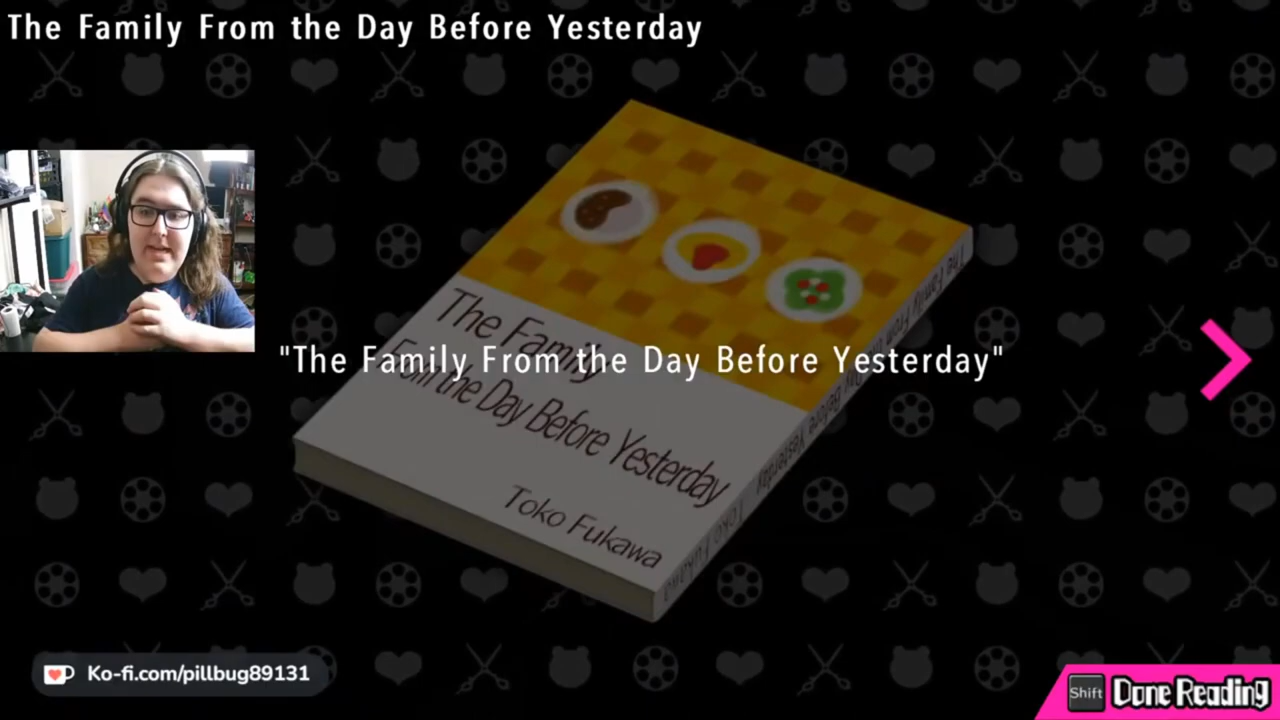 The Family From the Day Before Yesterday
"The Family From the Day Before Yesterday"
The Family
From the Day Before Yesterday
Toko Fukawa
The Family From the Day Before Yesterday Toko Fukawa
Ko-fi.com/pillbug89131
Shift Done Reading